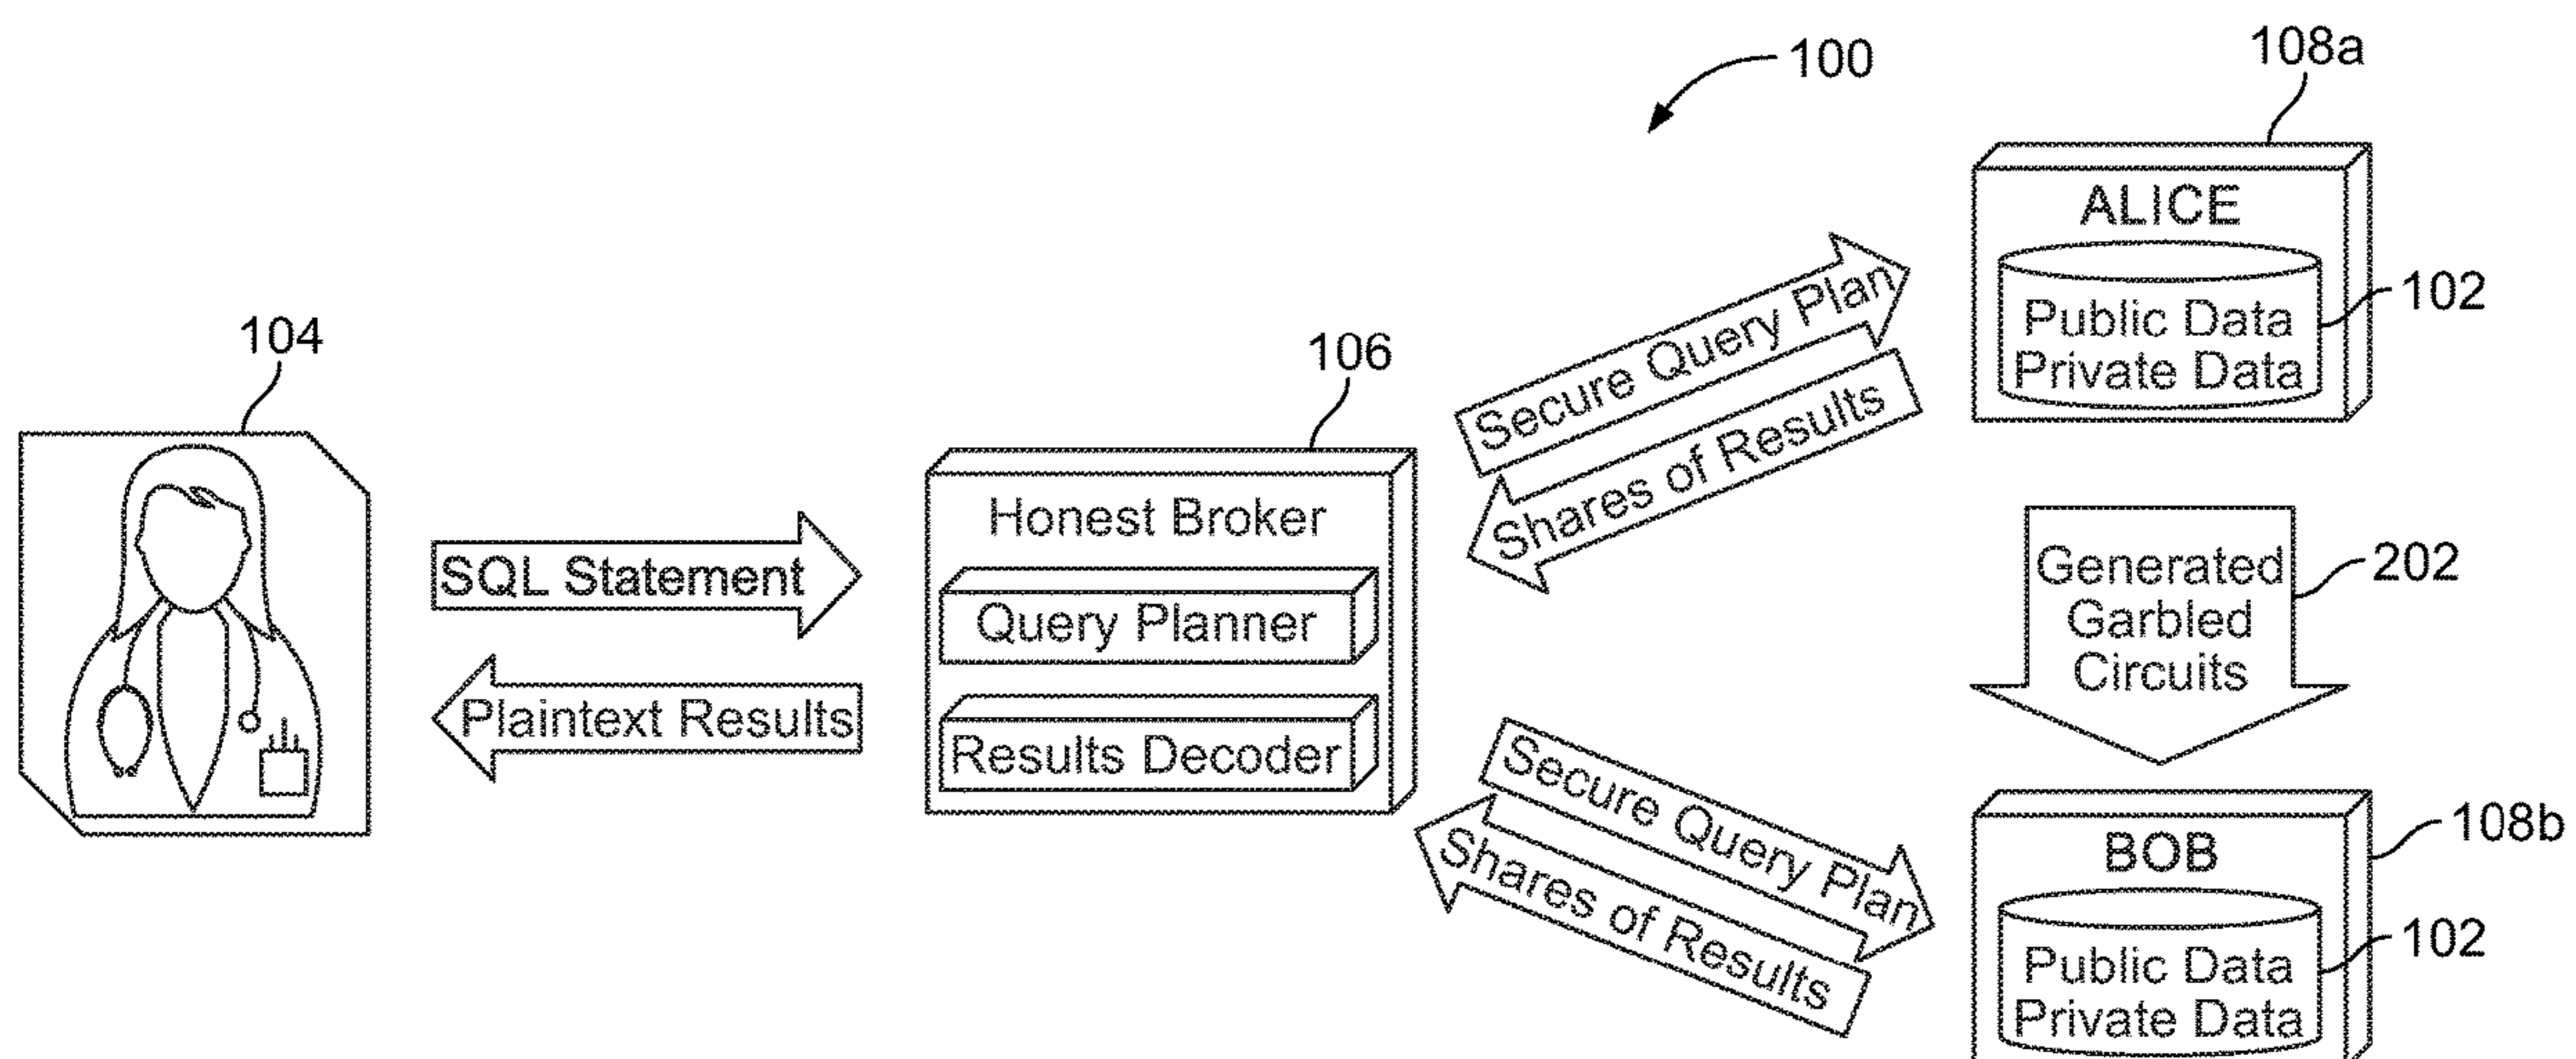 100
108a
ALICE
Public Data
Private Data
102
104
106
SQL Statement
Plaintext Results
Honest Broker
Query Planner
Results Decoder
Secure Query Plan
Shares of Results
Generated
Garbled
Circuits
202
Secure Query Plan
Shares of Results
108b
BOB
Public Data
Private Data
102